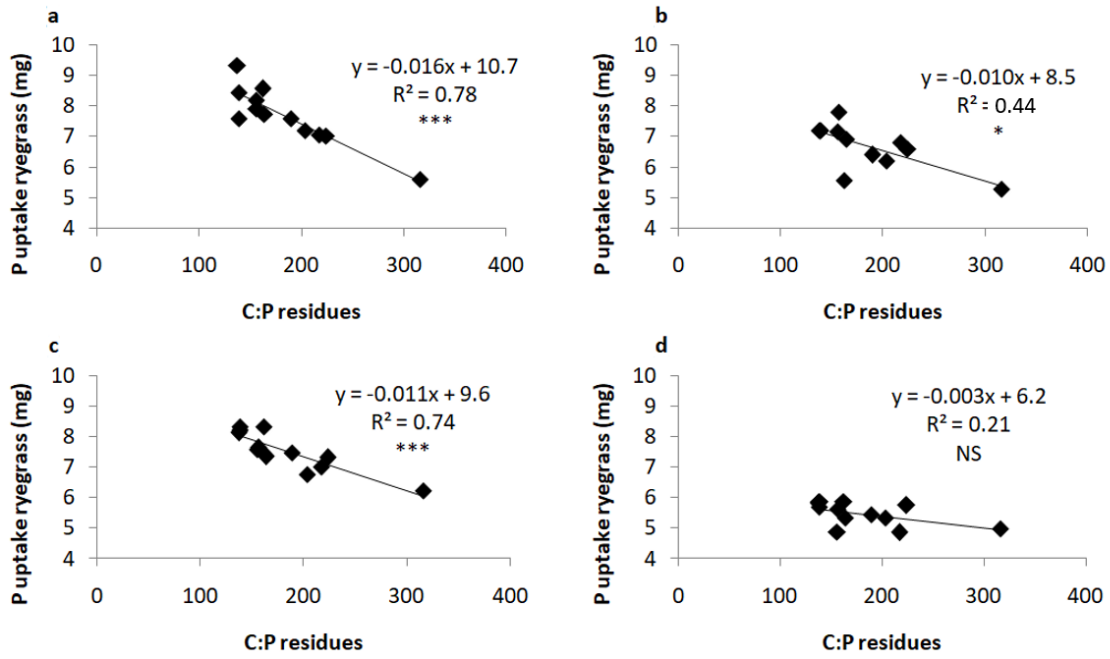 a
10
9
8
7
6
5
4
P uptake ryegrass (mg)
y = -0.016x + 10.7
R² = 0.78
***
0 100 200 300 400
C:P residues
b
10
9
8
7
6
5
4
P uptake ryegrass (mg)
y = -0.010x + 8.5
R² = 0.44
*
0 100 200 300 400
C:P residues
c
10
9
8
7
6
5
4
P uptake ryegrass (mg)
y = -0.011x + 9.6
R² = 0.74
***
0 100 200 300 400
C:P residues
d
10
9
8
7
6
5
4
P uptake ryegrass (mg)
y = -0.003x + 6.2
R² = 0.21
NS
0 100 200 300 400
C:P residues